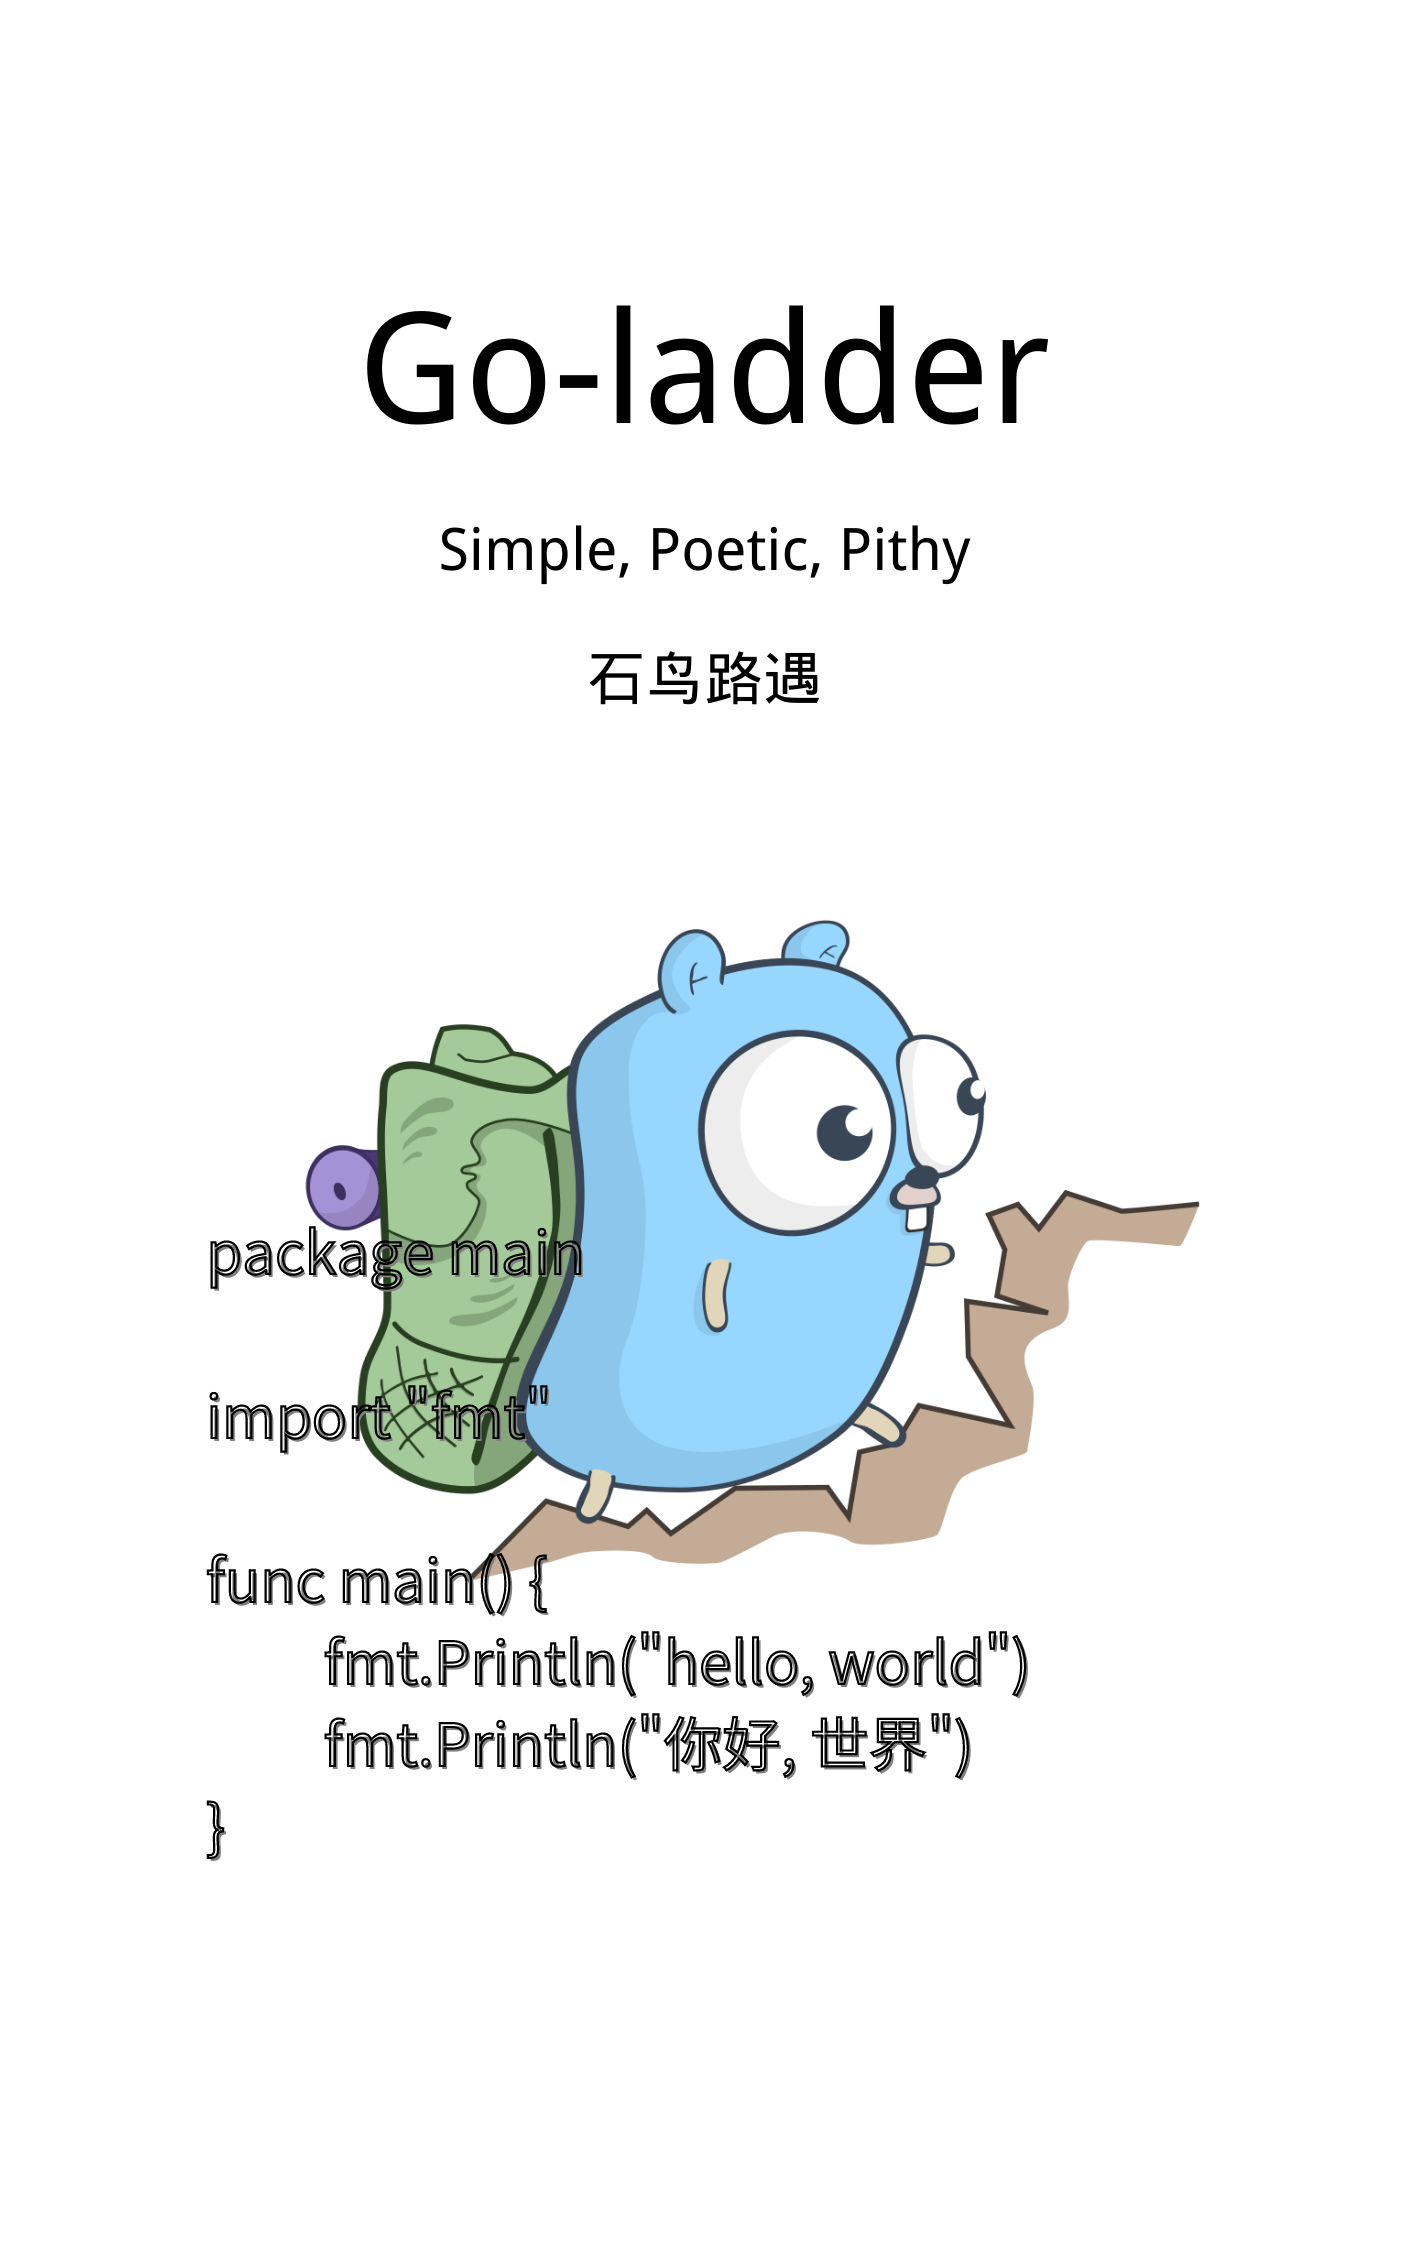 Go-ladder
Simple, Poetic, Pithy
石鸟路遇
package main
import "fmt"
func main() {
fmt.Println("hello, world")
fmt.Println("你好, 世界")
}